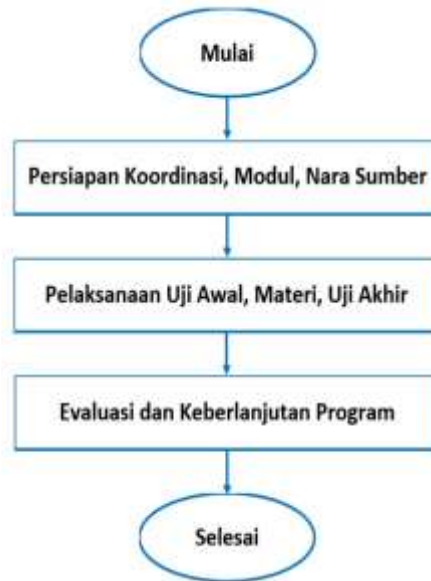 Mulai
Persiapan Koordinasi, Modul, Nara Sumber
Pelaksanaan Uji Awal, Materi, Uji Akhir
Evaluasi dan Keberlanjutan Program
Selesai